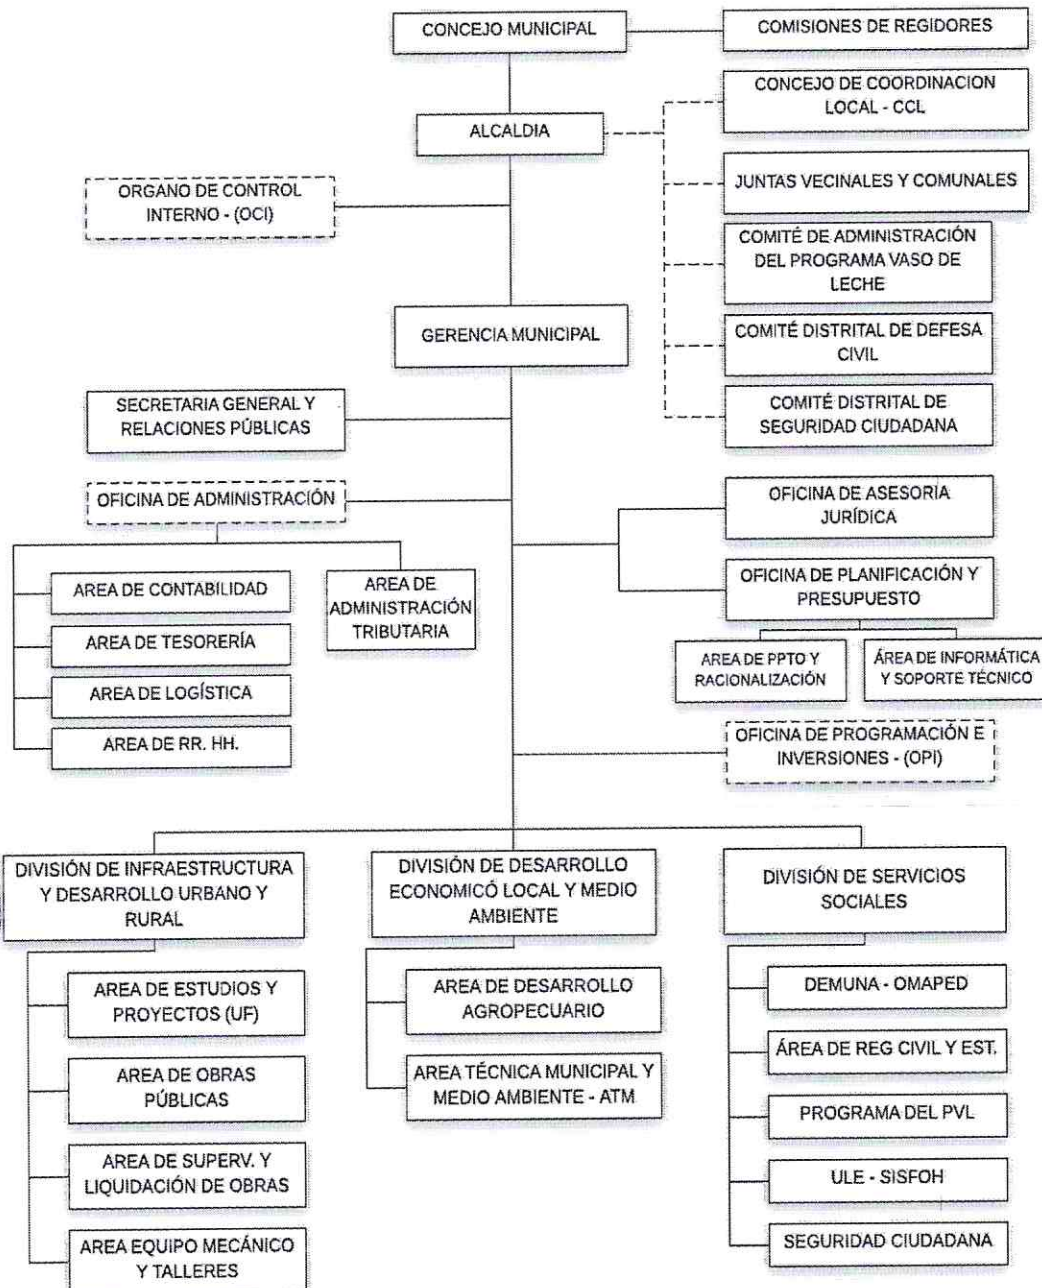 CONCEJO MUNICIPAL
COMISIONES DE REGIDORES
CONCEJO DE COORDINACION
LOCAL - CCL
ALCALDIA
JUNTAS VECINALES Y COMUNALES
ORGANO DE CONTROL
INTERNO - (OCI)
COMITÉ DE ADMINISTRACIÓN
DEL PROGRAMA VASO DE
LECHE
GERENCIA MUNICIPAL
COMITÉ DISTRITAL DE DEFESA
CIVIL
SECRETARIA GENERAL Y
RELACIONES PÚBLICAS
COMITÉ DISTRITAL DE
SEGURIDAD CIUDADANA
OFICINA DE ADMINISTRACIÓN
OFICINA DE ASESORIA
JURÍDICA
AREA DE CONTABILIDAD
AREA DE TESORERÍA
AREA DE LOGÍSTICA
AREA DE RR. HH.
AREA DE
ADMINISTRACIÓN
TRIBUTARIA
OFICINA DE PLANIFICACIÓN Y
PRESUPUESTO
AREA DE PPTO Y
RACIONALIZACIÓN
ÁREA DE INFORMÁTICA
Y SOPORTE TÉCNICO
OFICINA DE PROGRAMACIÓN E
INVERSIONES - (OPI)
DIVISIÓN DE INFRAESTRUCTURA
Y DESARROLLO URBANO Y
RURAL
AREA DE ESTUDIOS Y
PROYECTOS (UF)
AREA DE OBRAS
PÚBLICAS
AREA DE SUPERV. Y
LIQUIDACIÓN DE OBRAS
AREA EQUIPO MECÁNICO
Y TALLERES
DIVISIÓN DE DESARROLLO
ECONOMICÓ LOCAL Y MEDIO
AMBIENTE
AREA DE DESARROLLO
AGROPECUARIO
AREA TÉCNICA MUNICIPAL Y
MEDIO AMBIENTE - ATM
DIVISIÓN DE SERVICIOS
SOCIALES
DEMUNA - OMAPED
ÁREA DE REG CIVIL Y EST.
PROGRAMA DEL PVL
ULE - SISFOH
SEGURIDAD CIUDADANA